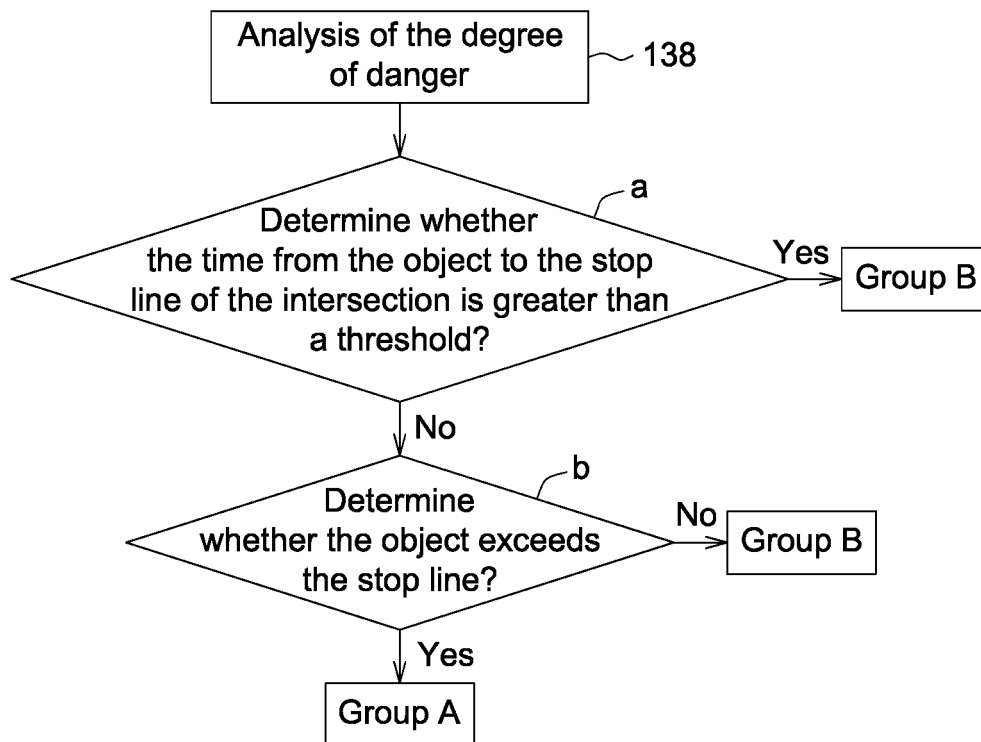 Analysis of the degree
of danger
138
a
Determine whether
the time from the object to the stop
line of the intersection is greater than
a threshold?
Yes
Group B
No
b
Determine
whether the object exceeds
the stop line?
No
Group B
Yes
Group A